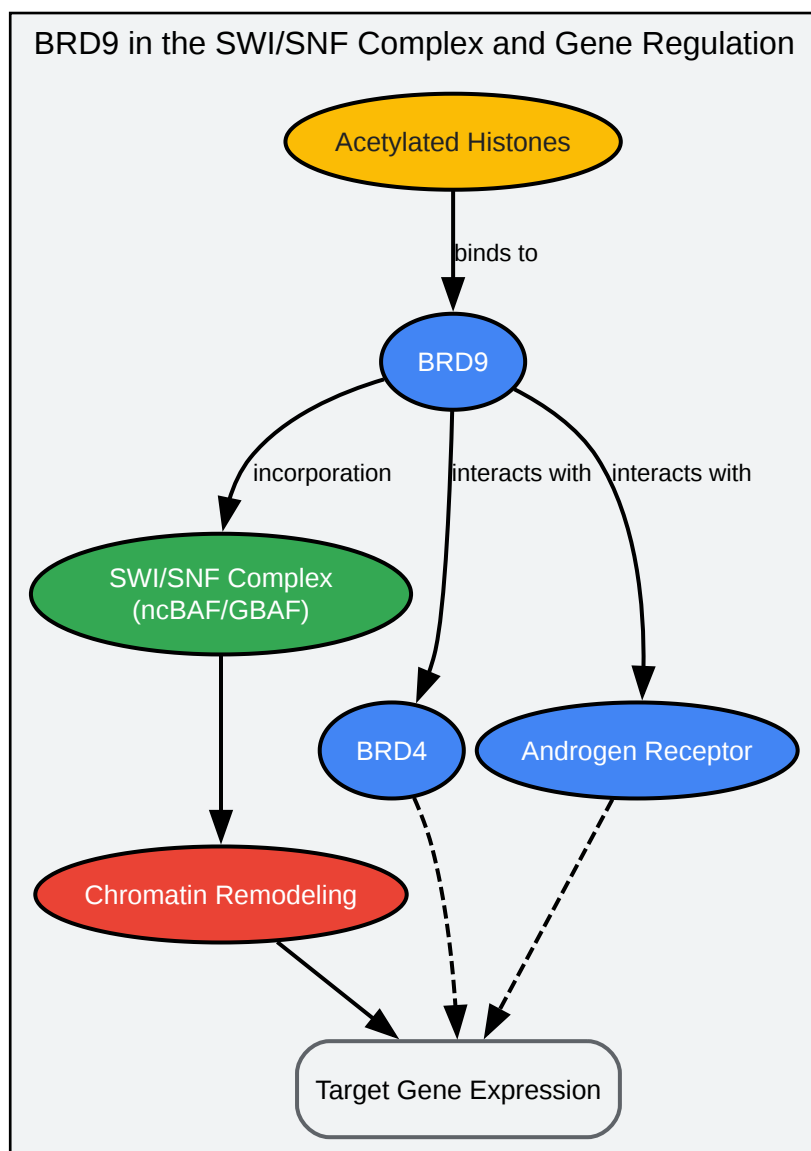 BRD9 in the SWI/SNF Complex and Gene Regulation
Acetylated Histones
binds to
BRD9
incorporation
interacts with
interacts with
SWI/SNF Complex
(ncBAF/GBAF)
BRD4
Androgen Receptor
Chromatin Remodeling
Target Gene Expression